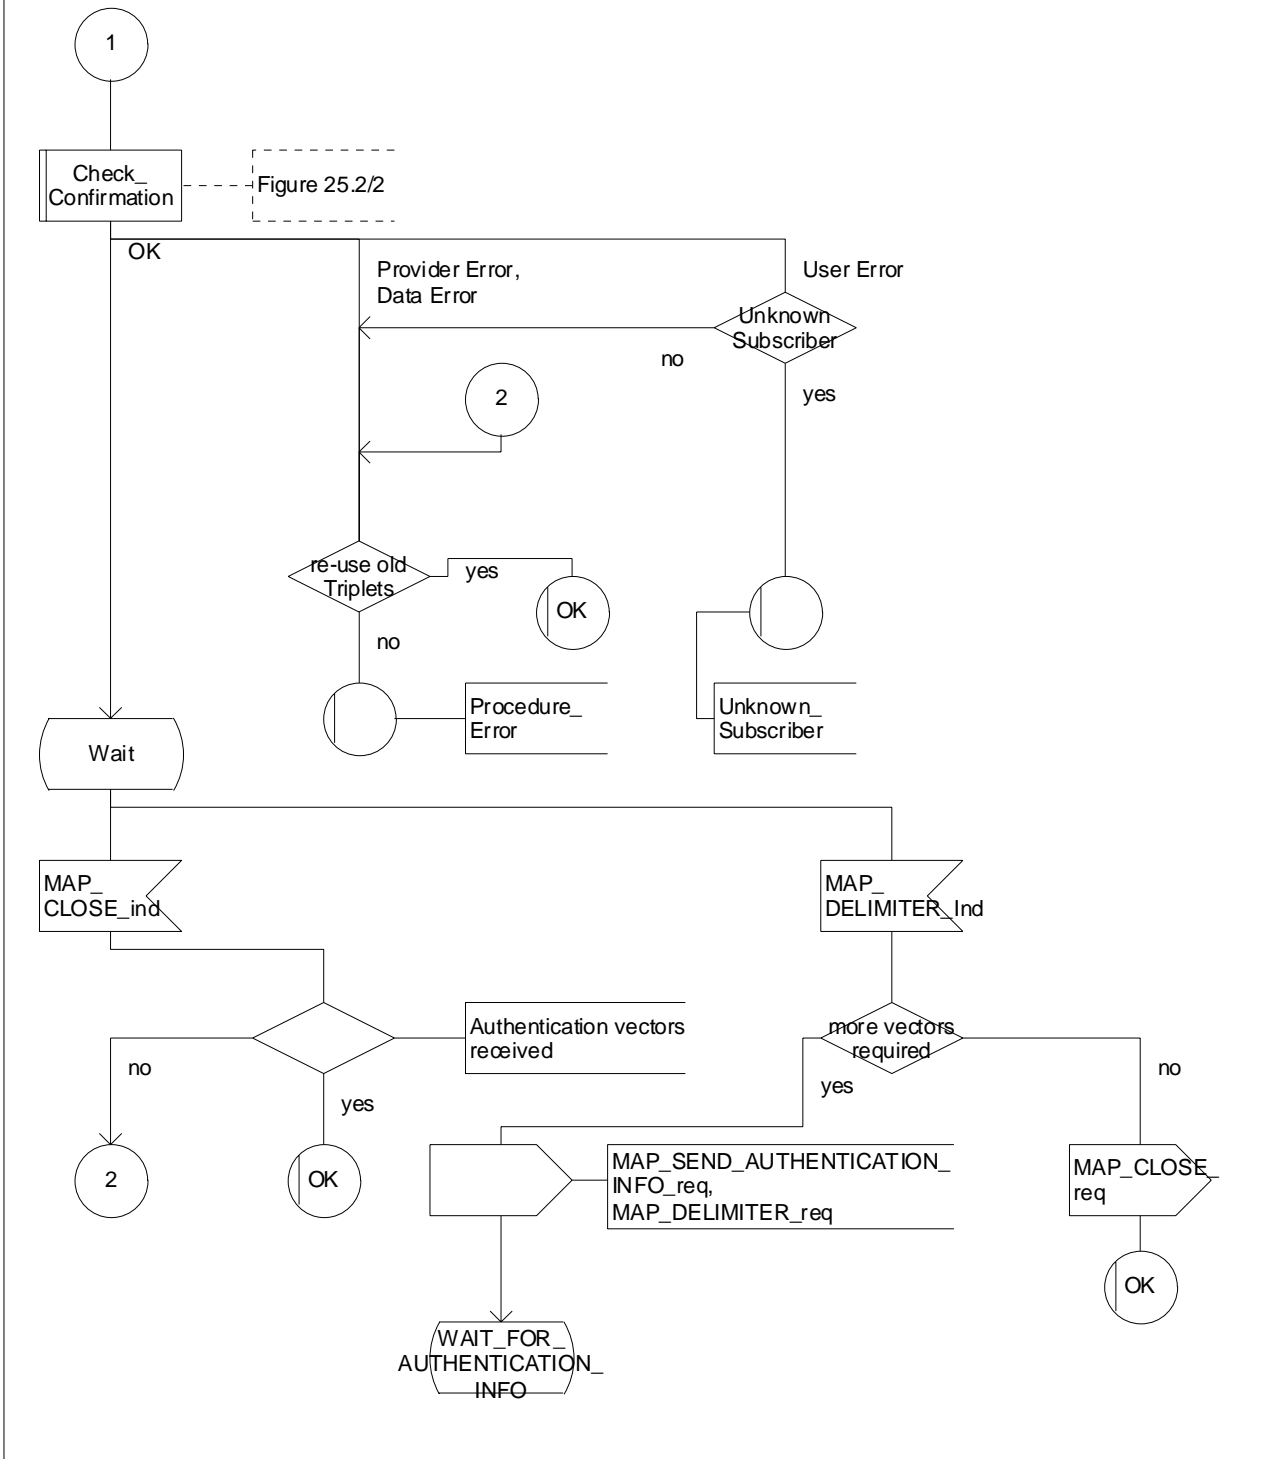 1
Check_
Confirmation
Figure 25.2/2
OK
Provider Error,
Data Error
User Error
Unknown
Subscriber
no
yes
2
re-use old
Triplets
yes
OK
no
Procedure_
Error
Unknown_
Subscriber
Wait
MAP_
CLOSE_ind
MAP_
DELIMITER_Ind
Authentication vectors
received
more vectors
required
no
yes
yes
no
2
OK
MAP_SEND_AUTHENTICATION_
INFO_req,
MAP_DELIMITER_req
MAP_CLOSE_
req
OK
WAIT_FOR_
AUTHENTICATION_
INFO